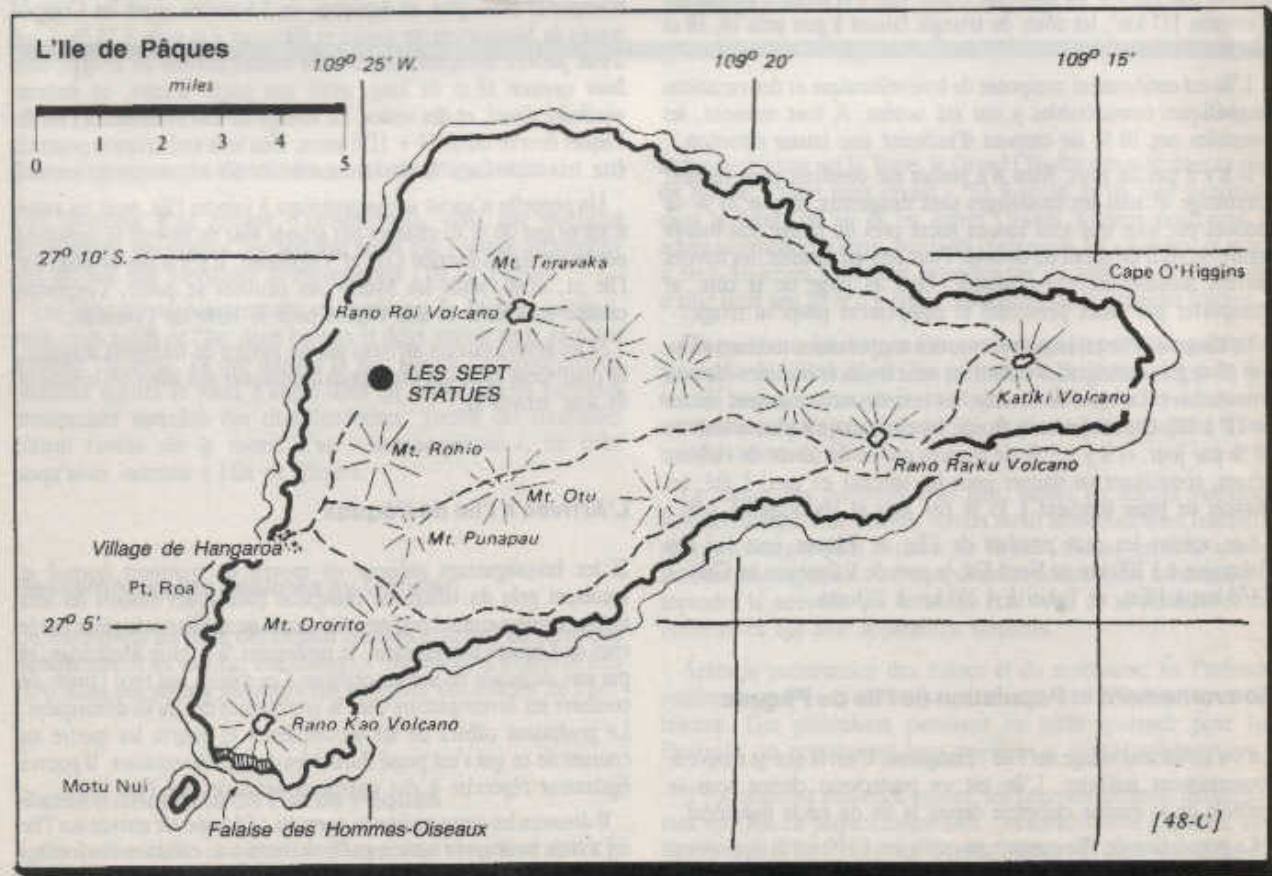 L'Ile de Pâques
miles
0 1 2 3 4 5
109° 25' W.
109° 20'
109° 15'
27° 10' S.
Mt. Teravaka
Cape O'Higgins
Rano Roi Volcano
LES SEPT
STATUES
Katiki Volcano
Mt. Rohio
Rano Rarku Volcano
Mt. Otu
Mt. Punapau
Village de Hangaroa
Pt. Roa
27° 5'
Mt. Ororito
Rano Kao Volcano
Motu Nui
Falaise des Hommes-Oiseaux
[48-C]